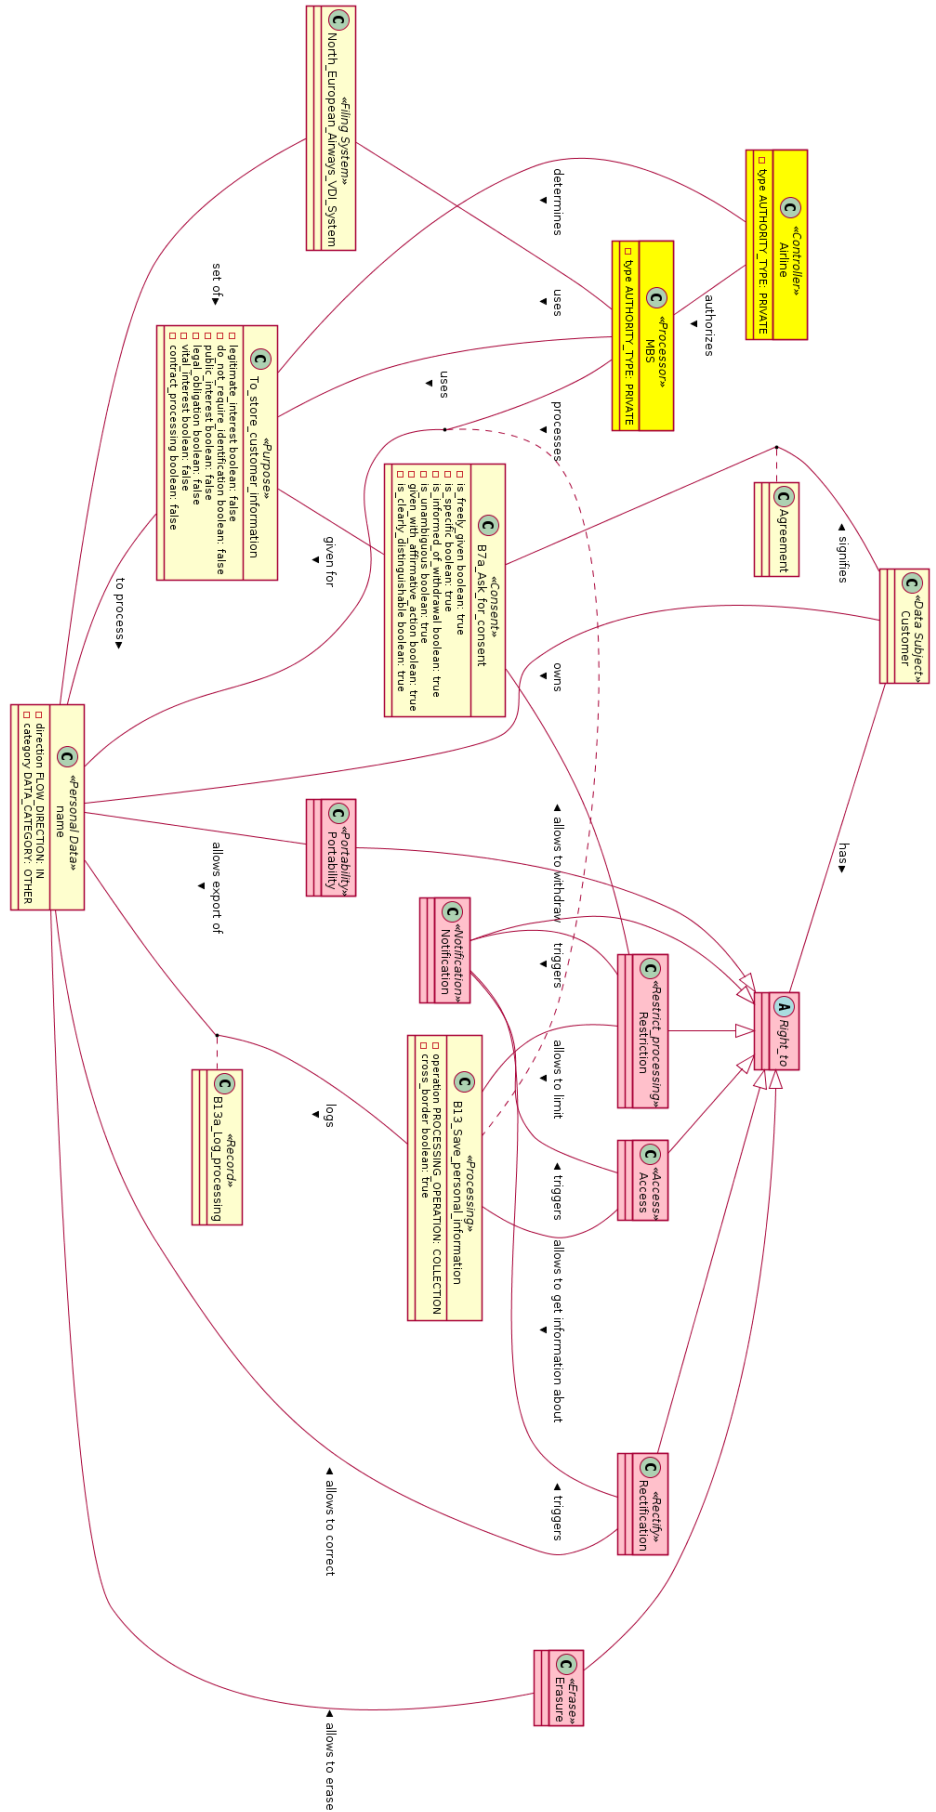 C «Data Subject»
Customer
◀ signifies
has▶
C «Controller»
Airline
type AUTHORITY_TYPE: PRIVATE
C Agreement
A Right_to
authorizes
▼
C «Processor»
MBS
type AUTHORITY_TYPE: PRIVATE
C «Restrict_processing»
Restriction
C «Access»
Access
C «Rectify»
Rectification
C «Erase»
Erasure
determines
▼
uses
▼
processes
▼
owns
▼
◀ allows to withdraw
triggers
▼
allows to limit
▼
◀ triggers
allows to get information about
▼
◀ triggers
C «Consent»
B7a_Ask_for_consent
is_freely_given boolean: true
is_specific boolean: true
is_informed_of_withdrawal boolean: true
is_unambiguous boolean: true
given_with_affirmative_action boolean: true
is_clearly_distinguishable boolean: true
C «Notification»
Notification
C «Processing»
B13_Save_personal_information
operation PROCESSING_OPERATION: COLLECTION
cross_border boolean: true
uses
▼
C «Filing System»
North_European_Airways_VDI_System
given for
▼
C «Portability»
Portability
logs
▼
◀ allows to correct
◀ allows to erase
C «Purpose»
To_store_customer_information
legitimate_interest boolean: false
do_not_require_identification boolean: false
public_interest boolean: false
legal_obligation boolean: false
vital_interest boolean: false
contract_processing boolean: false
set of▶
allows export of
▼
C «Record»
B13a_Log_processing
to process▶
C «Personal Data»
name
direction FLOW_DIRECTION: IN
category DATA_CATEGORY: OTHER